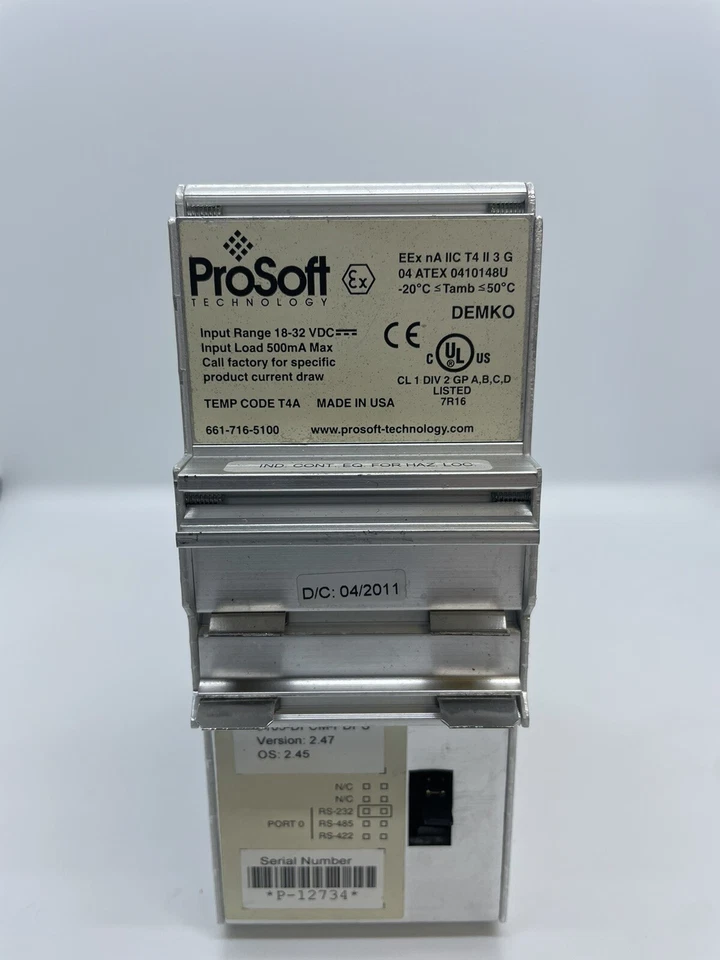 ProSoft
TECHNOLOGY
Ex
EEx nA IIC T4 II 3 G
04 ATEX 0410148U
-20°C ≤Tamb ≤50°C
DEMKO
Input Range 18-32 VDC
Input Load 500mA Max
Call factory for specific
product current draw
CE
C UL US
CL 1 DIV 2 GP A,B,C,D
LISTED
7R16
TEMP CODE T4A MADE IN USA
661-716-5100 www.prosoft-technology.com
IND. CONT. EQ. FOR HAZ. LOC.
D/C: 04/2011
Version: 2.47
OS: 2.45
N/C
N/C
RS-232
PORT 0 RS-485
RS-422
Serial Number
*P-12734*